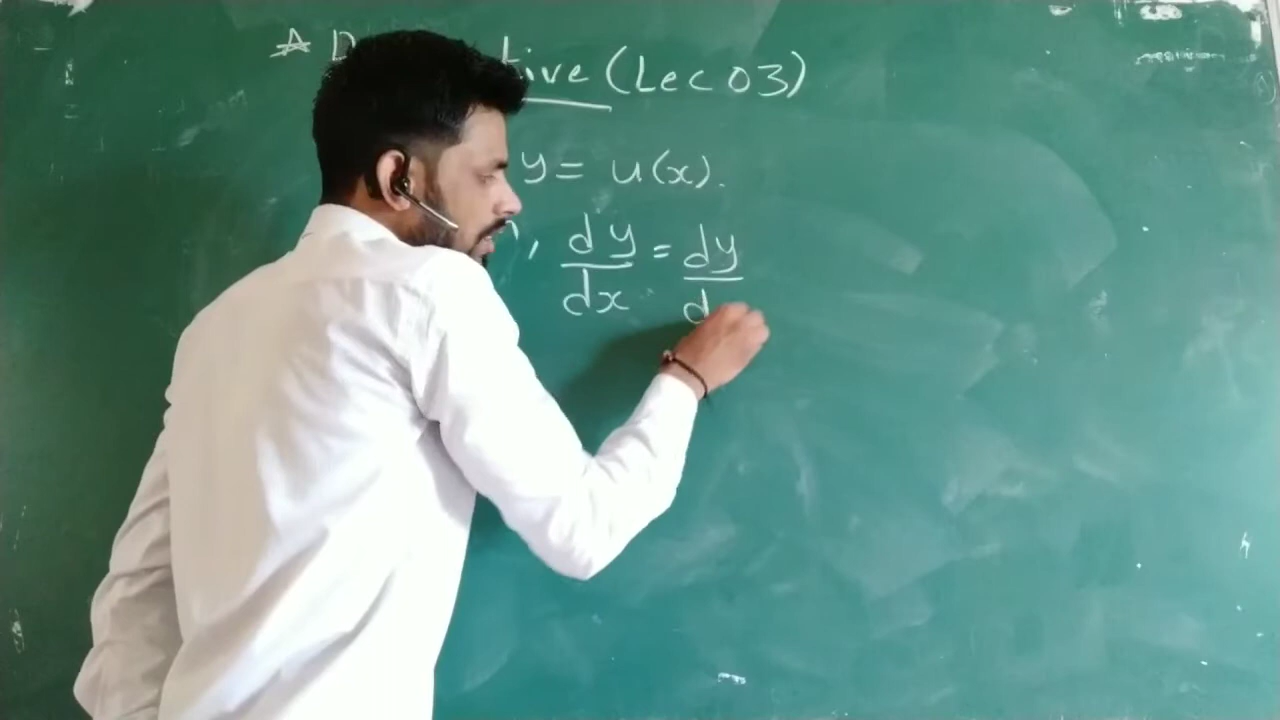 tive (Lec 03)
y = u(x).
, dy/dx = dy/d